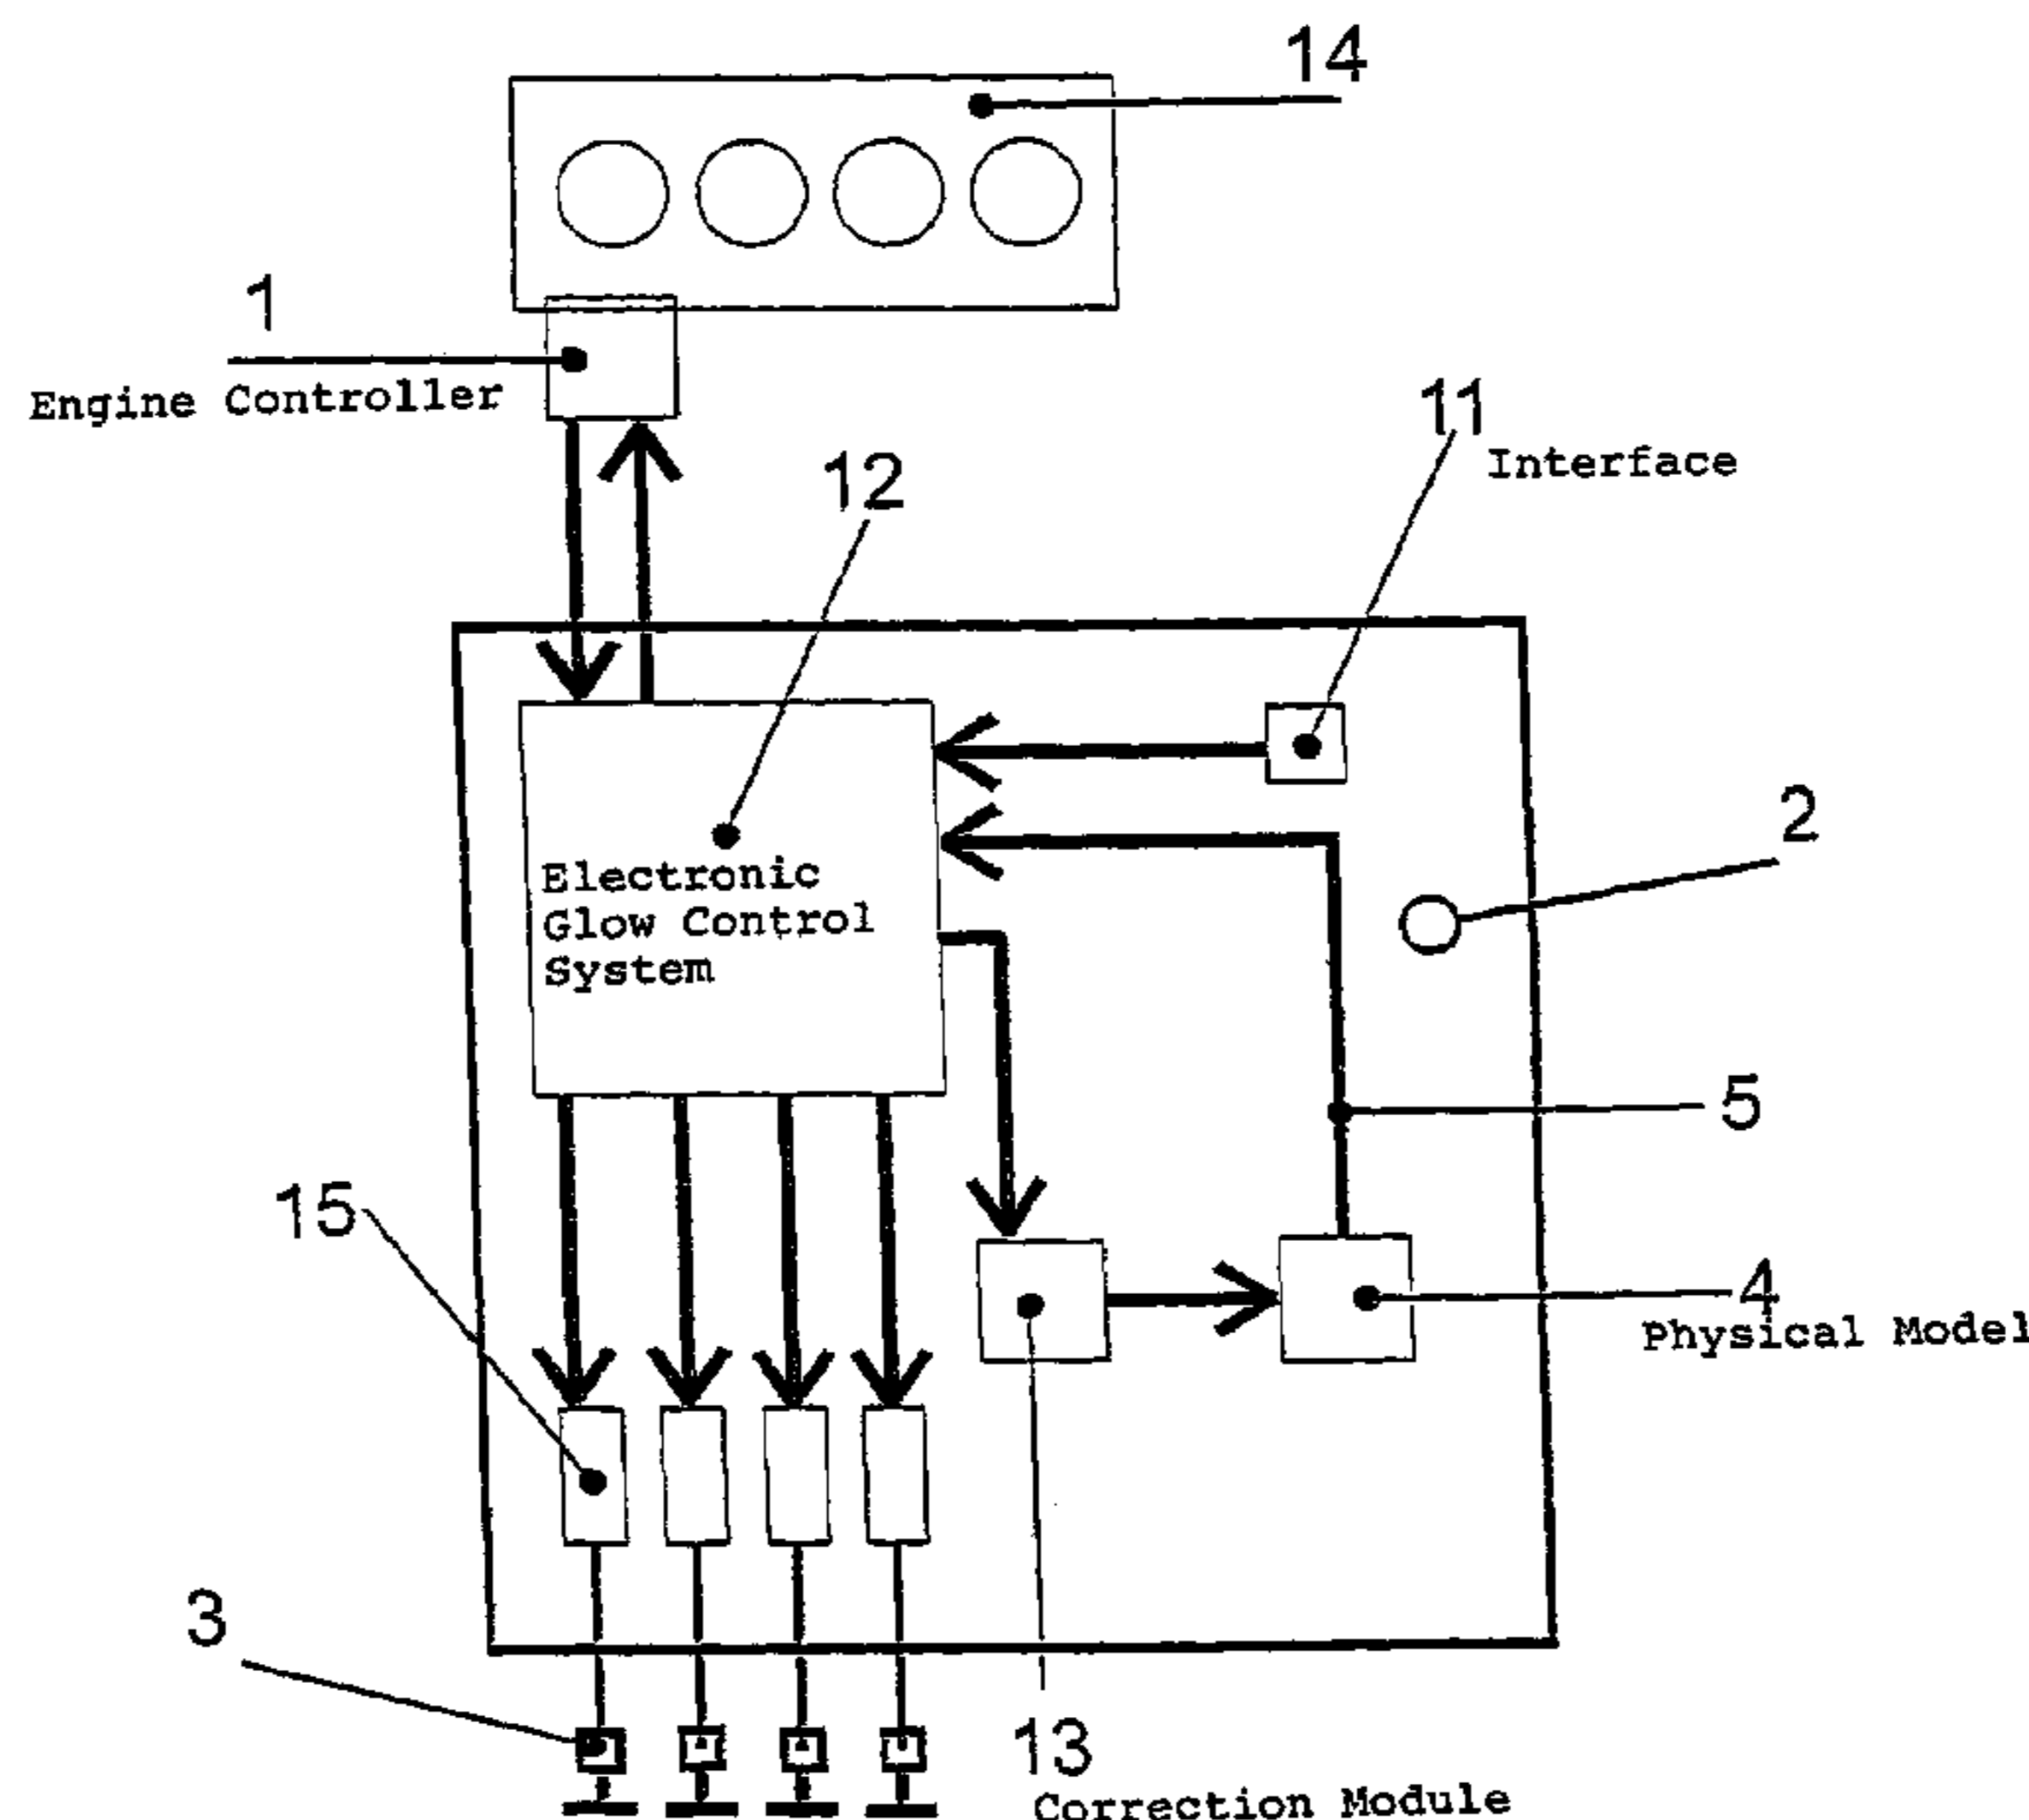 14
1
Engine Controller
11
Interface
12
2
Electronic
Glow Control
System
5
15
4
Physical Model
3
13
Correction Module